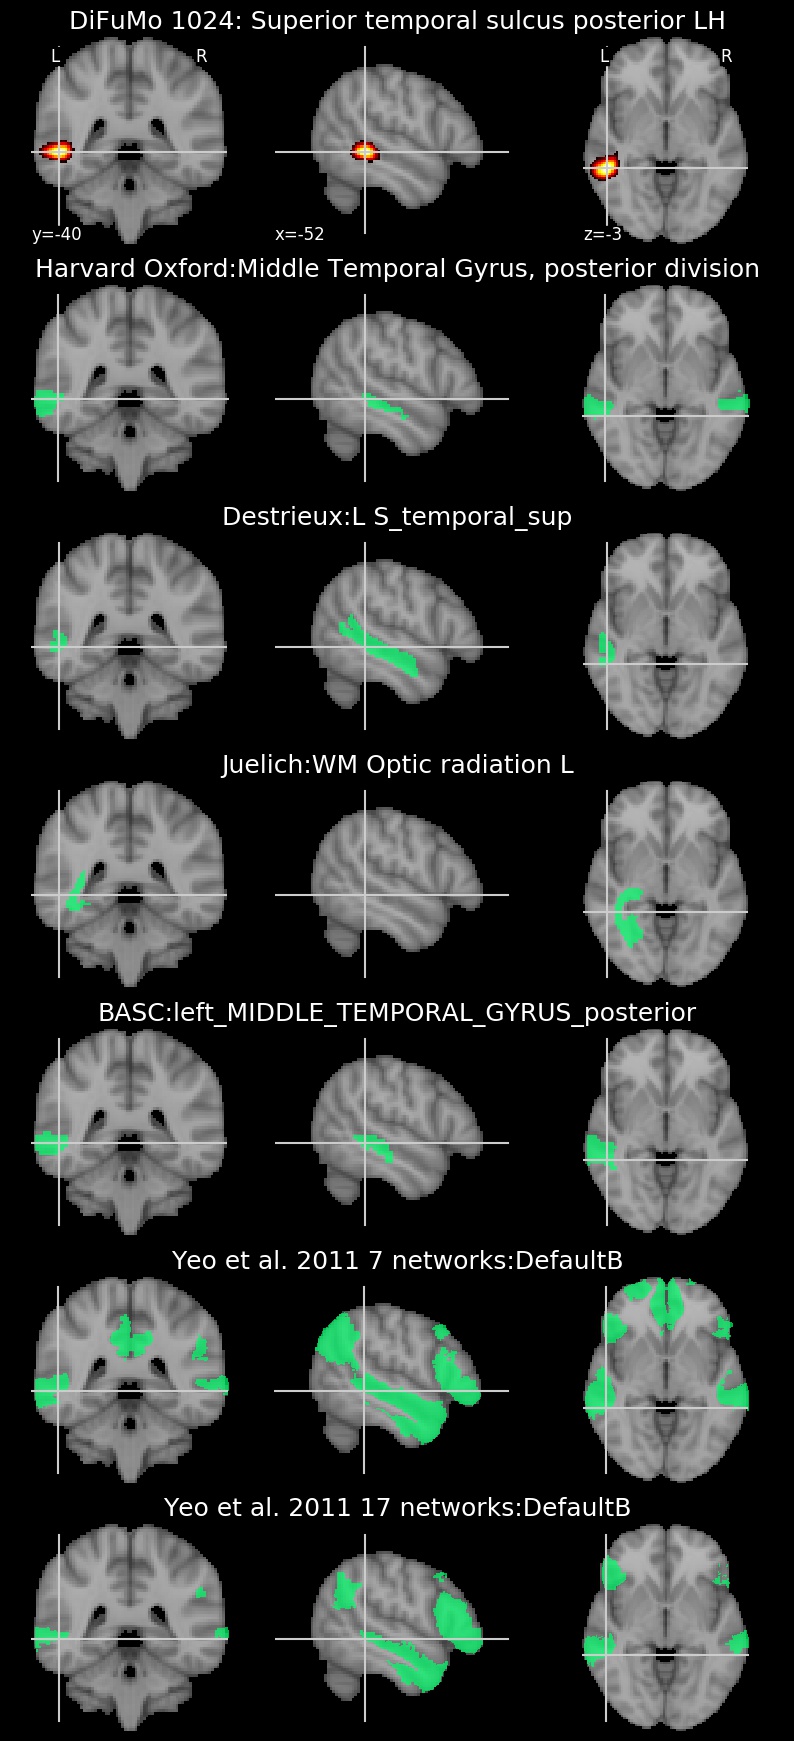 DiFuMo 1024: Superior temporal sulcus posterior LH
L R L R
y=-40 x=-52 z=-3
Harvard Oxford:Middle Temporal Gyrus, posterior division
Destrieux:L S_temporal_sup
Juelich:WM Optic radiation L
BASC:left_MIDDLE_TEMPORAL_GYRUS_posterior
Yeo et al. 2011 7 networks:DefaultB
Yeo et al. 2011 17 networks:DefaultB